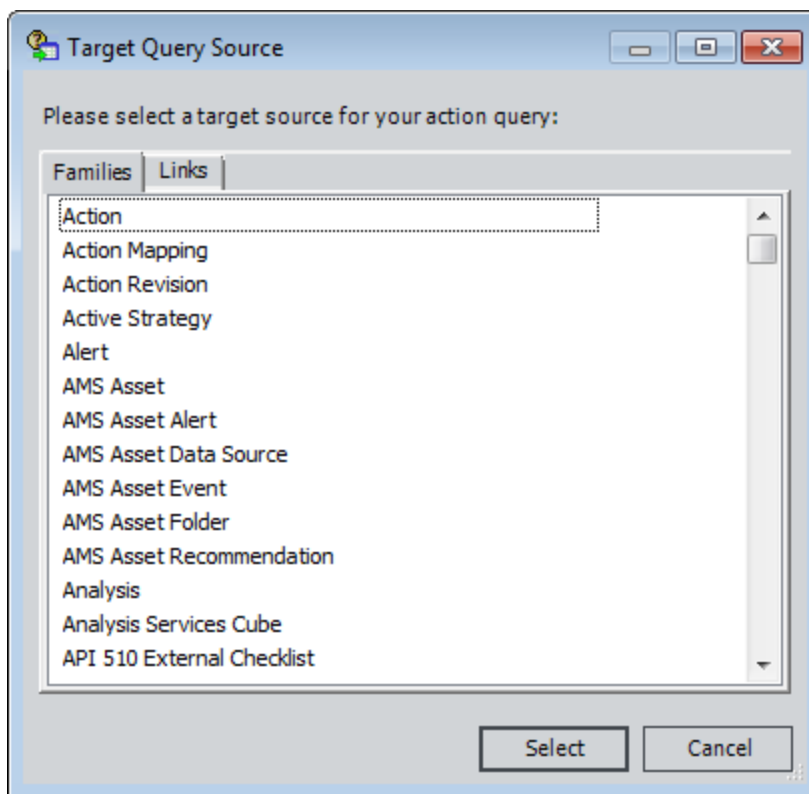 Target Query Source
Please select a target source for your action query:
Families Links
Action
Action Mapping
Action Revision
Active Strategy
Alert
AMS Asset
AMS Asset Alert
AMS Asset Data Source
AMS Asset Event
AMS Asset Folder
AMS Asset Recommendation
Analysis
Analysis Services Cube
API 510 External Checklist
Select Cancel